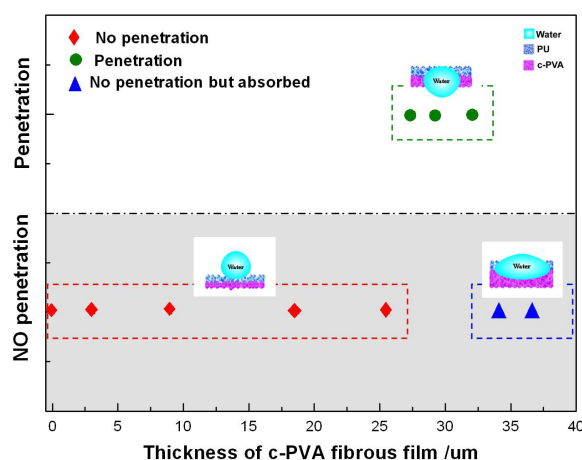 No penetration
Penetration
No penetration but absorbed
Water
PU
c-PVA
Water
Water
Water
Penetration
NO penetration
0 5 10 15 20 25 30 35 40
Thickness of c-PVA fibrous film /um